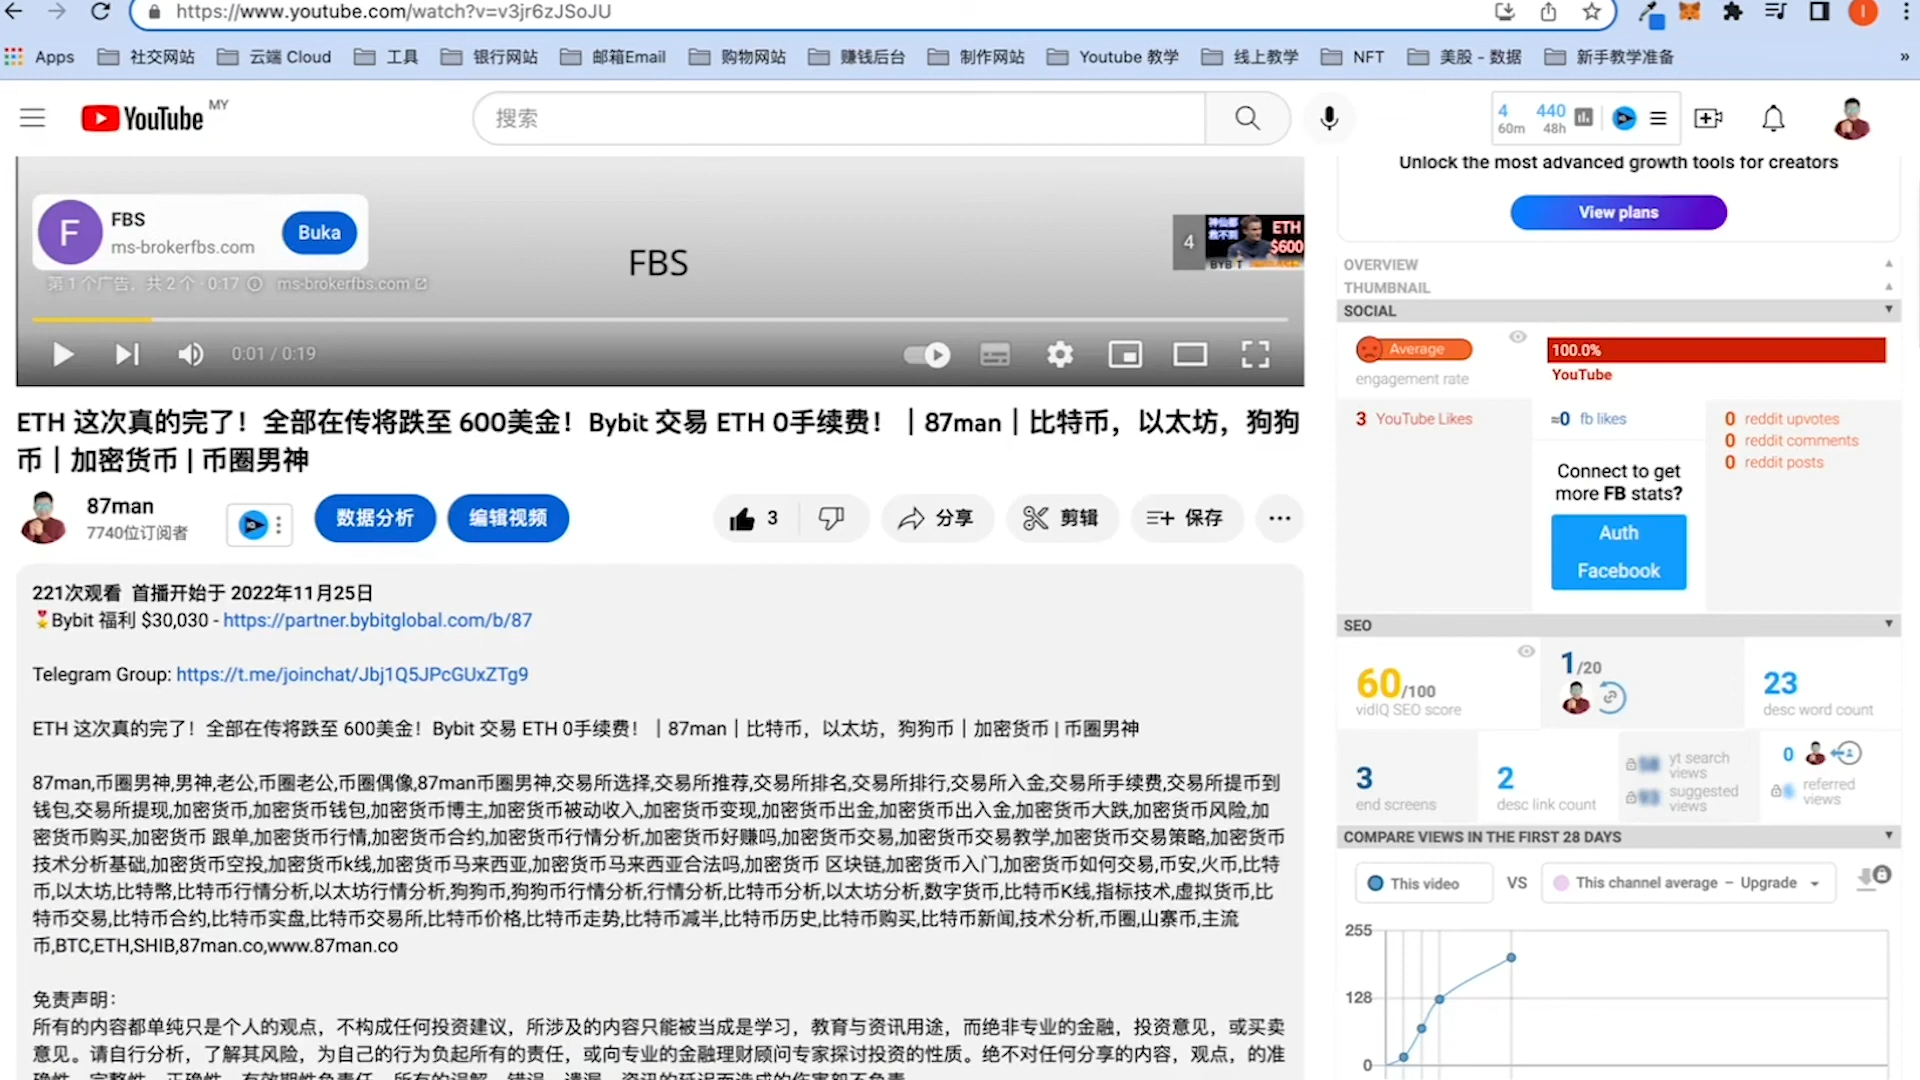 https://www.youtube.com/watch?v=v3jr6zJSoJU
Apps 社交网站 云端 Cloud 工具 银行网站 邮箱Email 购物网站 赚钱后台 制作网站 Youtube 教学 线上教学 NFT 美股 - 数据 新手教学准备 »
YouTube MY
搜索
4 60m 440 48h
Unlock the most advanced growth tools for creators
View plans
F FBS
ms-brokerfbs.com
Buka
FBS
4
神仙都
救不到
ETH
$600
第 1 个广告，共 2 个 · 0:17 ms-brokerfbs.com
0:01 / 0:19
ETH 这次真的完了！全部在传将跌至 600美金！Bybit 交易 ETH 0手续费！｜87man｜比特币，以太坊，狗狗
币｜加密货币 | 币圈男神
87man
7740位订阅者
数据分析
编辑视频
3
分享
剪辑
保存
221次观看 首播开始于 2022年11月25日
🎖️Bybit 福利 $30,030 - https://partner.bybitglobal.com/b/87
Telegram Group: https://t.me/joinchat/Jbj1Q5JPcGUxZTg9
ETH 这次真的完了！全部在传将跌至 600美金！Bybit 交易 ETH 0手续费！｜87man｜比特币，以太坊，狗狗币｜加密货币 | 币圈男神
87man,币圈男神,男神,老公,币圈老公,币圈偶像,87man币圈男神,交易所选择,交易所推荐,交易所排名,交易所排行,交易所入金,交易所手续费,交易所提币到
钱包,交易所提现,加密货币,加密货币钱包,加密货币博主,加密货币被动收入,加密货币变现,加密货币出金,加密货币出入金,加密货币大跌,加密货币风险,加
密货币购买,加密货币 跟单,加密货币行情,加密货币合约,加密货币行情分析,加密货币好赚吗,加密货币交易,加密货币交易教学,加密货币交易策略,加密货币
技术分析基础,加密货币空投,加密货币k线,加密货币马来西亚,加密货币马来西亚合法吗,加密货币 区块链,加密货币入门,加密货币如何交易,币安,火币,比特
币,以太坊,比特幣,比特币行情分析,以太坊行情分析,狗狗币,狗狗币行情分析,行情分析,比特币分析,以太坊分析,数字货币,比特币K线,指标技术,虚拟货币,比
特币交易,比特币合约,比特币实盘,比特币交易所,比特币价格,比特币走势,比特币减半,比特币历史,比特币购买,比特币新闻,技术分析,币圈,山寨币,主流
币,BTC,ETH,SHIB,87man.co,www.87man.co
免责声明：
所有的内容都单纯只是个人的观点，不构成任何投资建议，所涉及的内容只能被当成是学习，教育与资讯用途，而绝非专业的金融，投资意见，或买卖
意见。请自行分析，了解其风险，为自己的行为负起所有的责任，或向专业的金融理财顾问专家探讨投资的性质。绝不对任何分享的内容，观点，的准
OVERVIEW
THUMBNAIL
SOCIAL
Average
engagement rate
100.0%
YouTube
3 YouTube Likes
≈0 fb likes
0 reddit upvotes
0 reddit comments
0 reddit posts
Connect to get
more FB stats?
Auth
Facebook
SEO
60/100
vidIQ SEO score
1/20
23
desc word count
3
end screens
2
desc link count
yt search
views
suggested
views
0
referred
views
COMPARE VIEWS IN THE FIRST 28 DAYS
This video
VS
This channel average – Upgrade
255
128
0